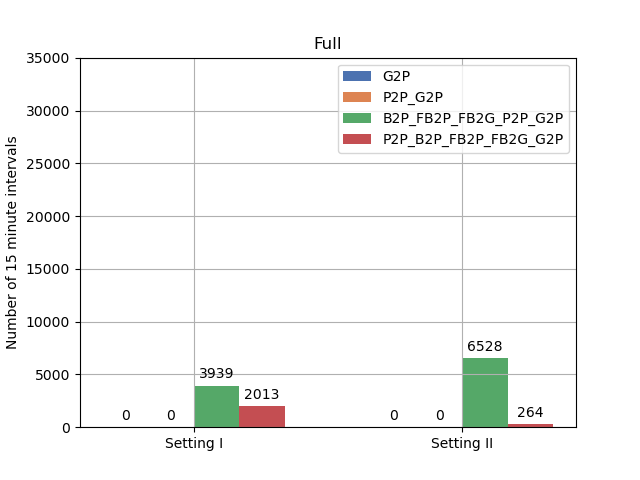 Full
Number of 15 minute intervals
35000
30000
25000
20000
15000
10000
5000
0
G2P
P2P_G2P
B2P_FB2P_FB2G_P2P_G2P
P2P_B2P_FB2P_FB2G_G2P
0
0
3939
2013
0
0
6528
264
Setting I
Setting II